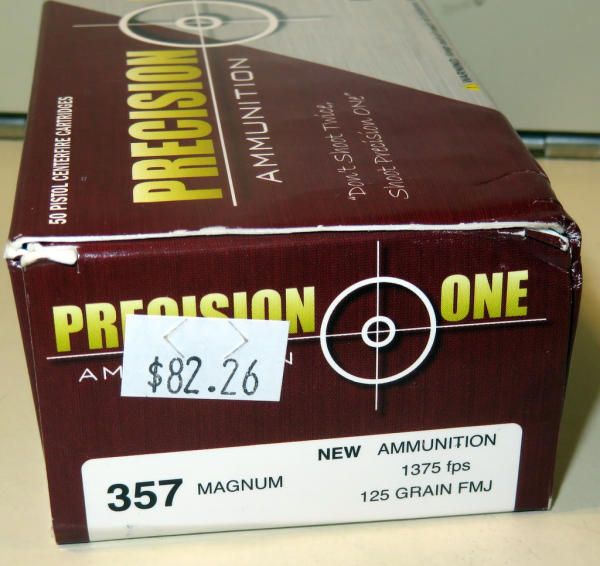 50 PISTOL CENTERFIRE CARTRIDGES
PRECISION
AMMUNITION
"Don't Shoot Twice,
Shoot Precision ONE"
PRECISION ONE
$82.26
NEW AMMUNITION
357 MAGNUM
1375 fps
125 GRAIN FMJ